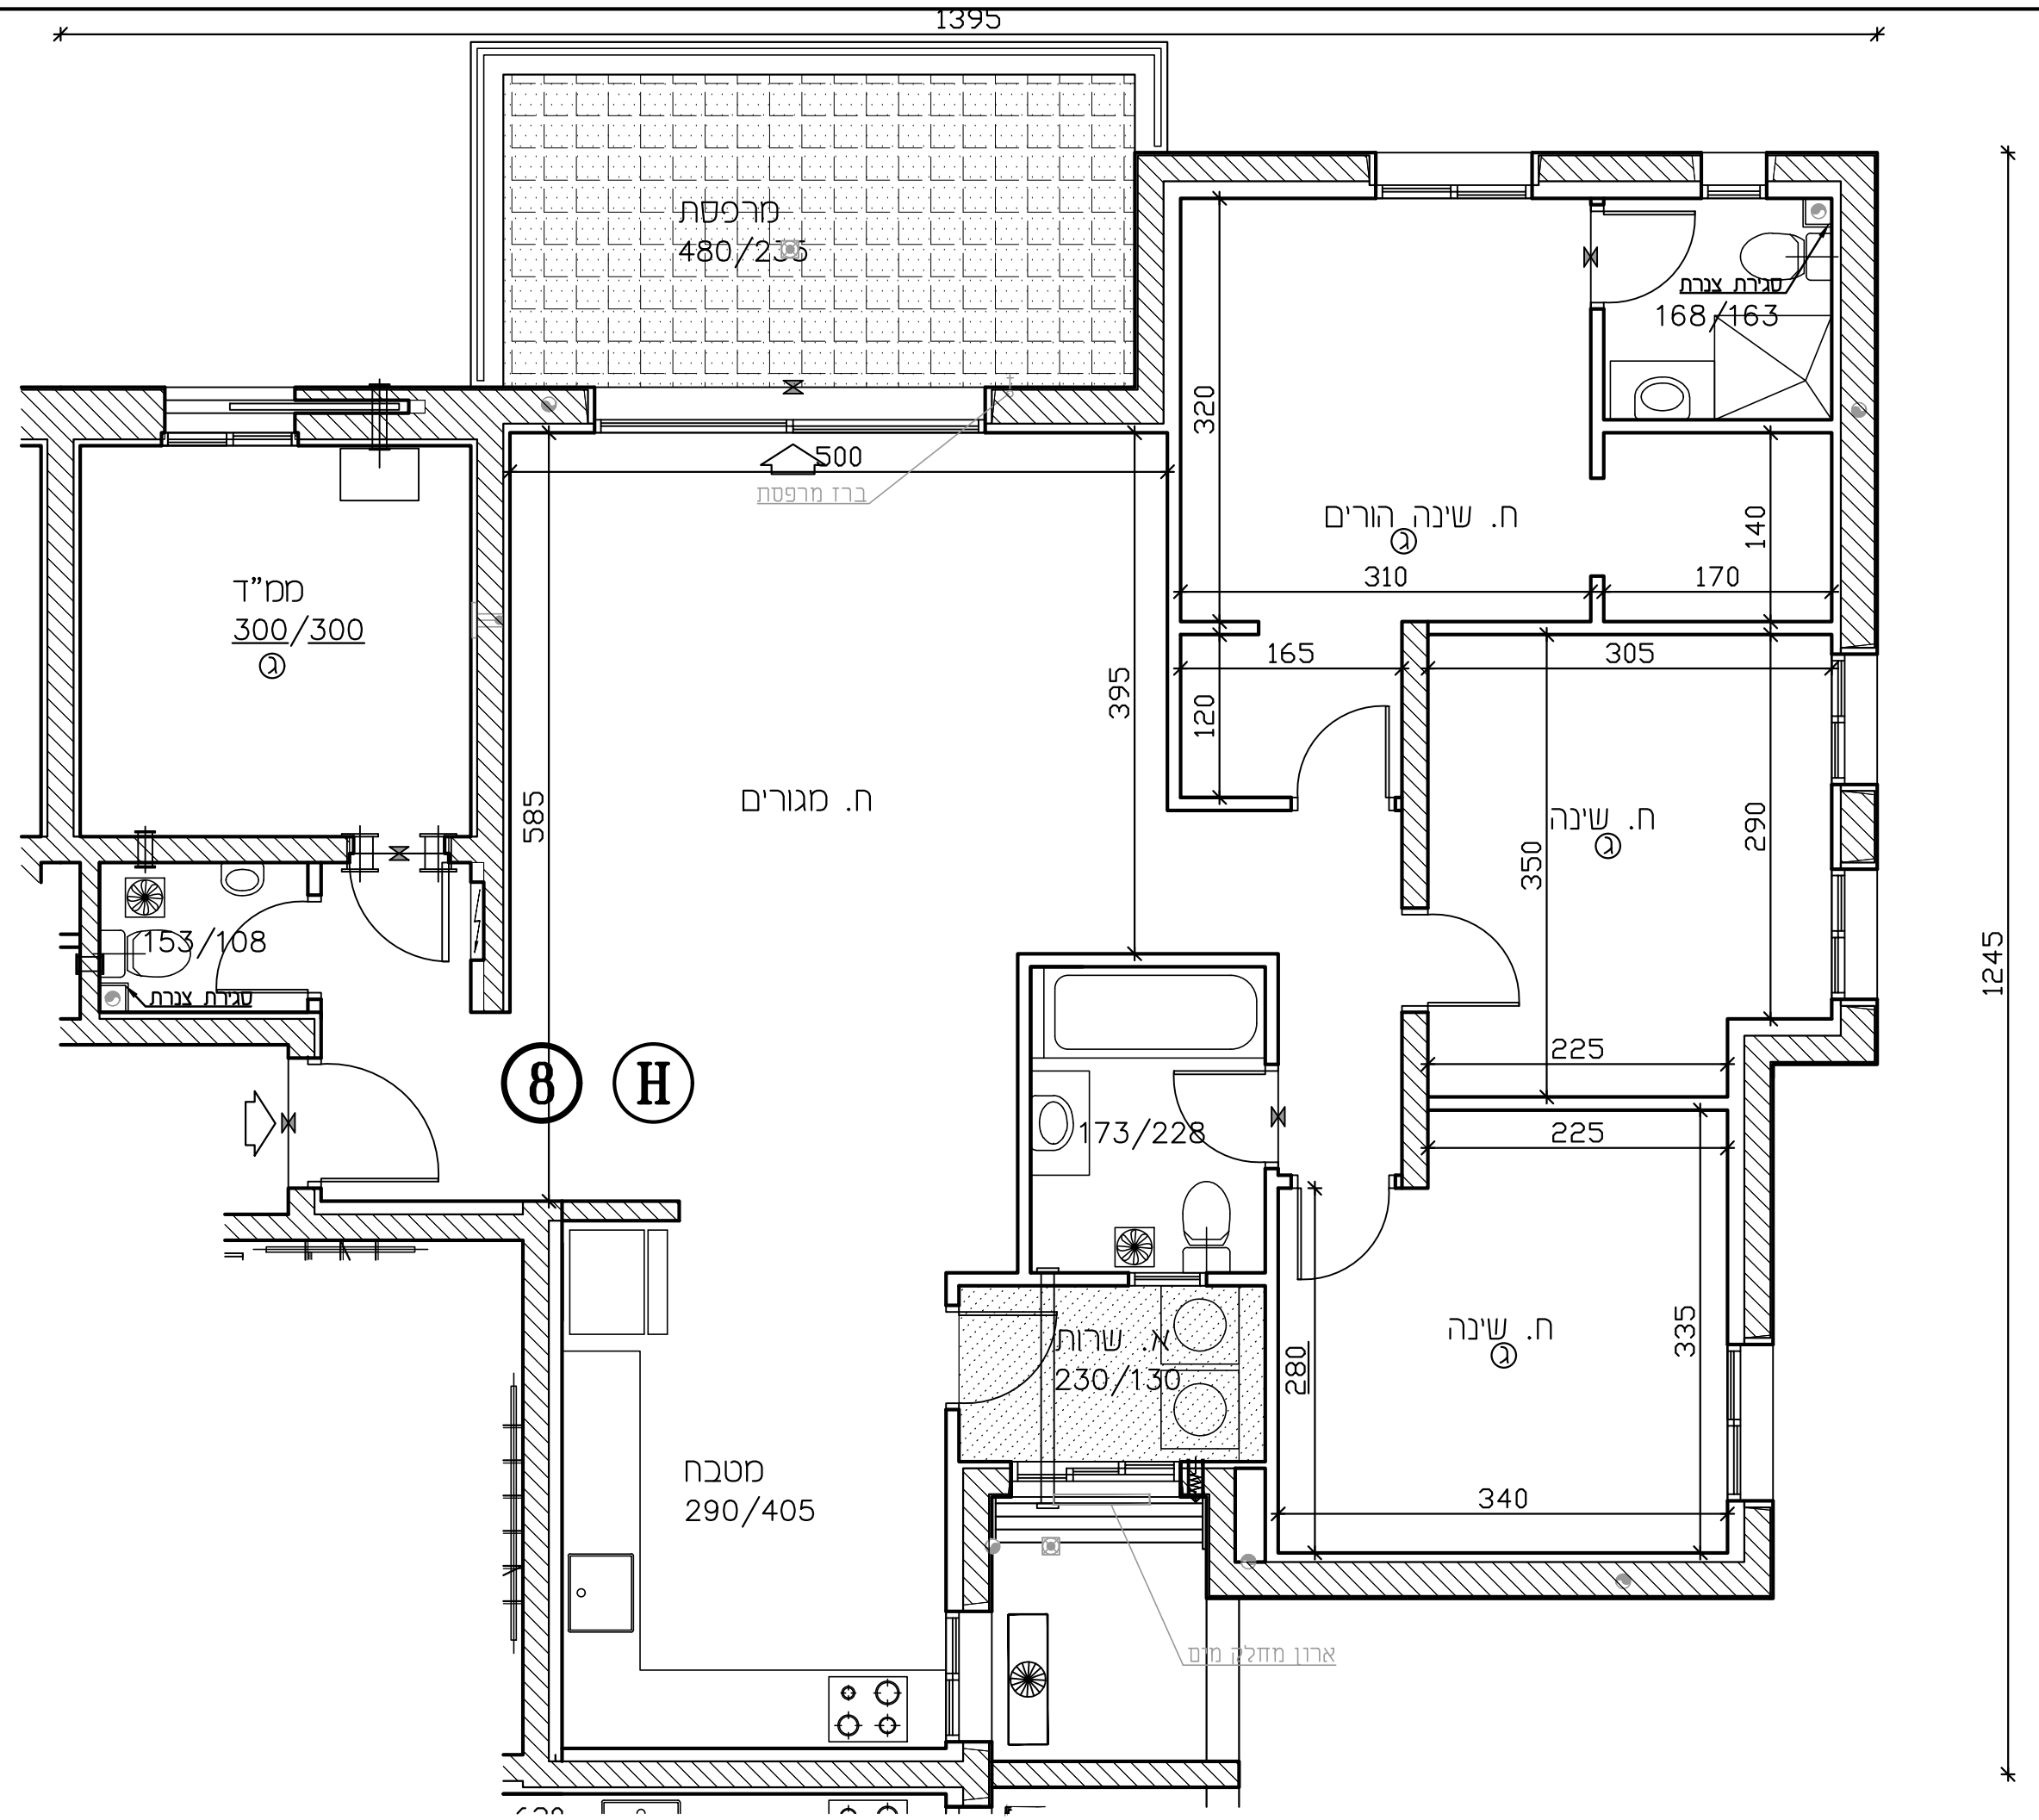 1395
מרפסת
480/235
סגירת צנרת
168/163
320
500
ברז מרפסת
ח. שינה הורים
ג
140
310
170
ממ"ד
300/300
ג
165
305
395
120
585
ח. מגורים
ח. שינה
ג
290
350
153/108
סגירת צנרת
1245
8
H
225
173/228
225
א. שרות
230/130
ח. שינה
ג
335
280
מטבח
290/405
340
ארון מחלק מים